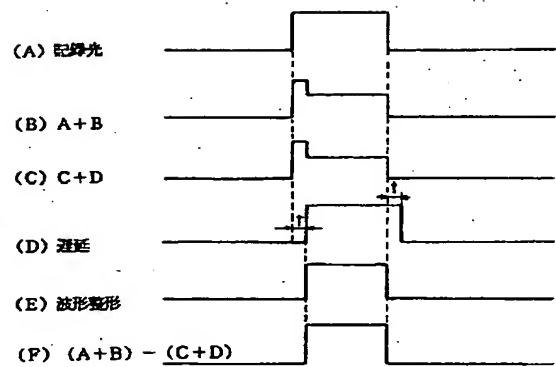 (A) 記録光
(B) A+B
(C) C+D
τ
(D) 遅延
τ
(E) 波形整形
(F) (A+B)-(C+D)